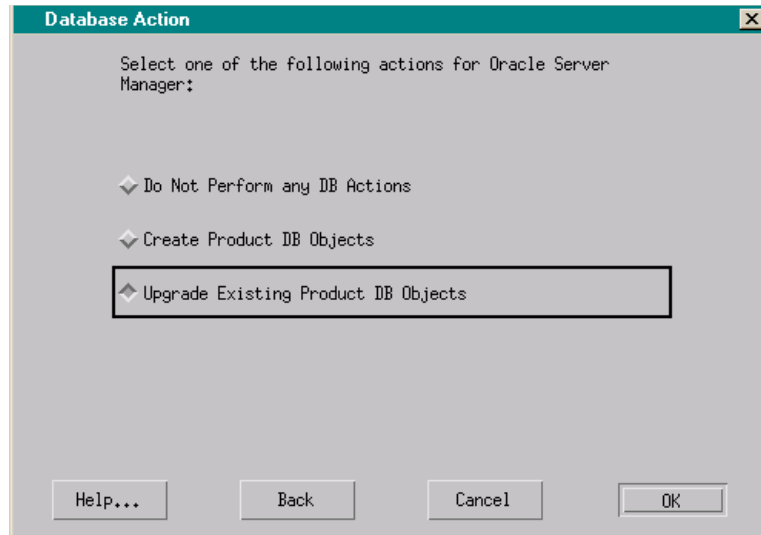 Database Action
Select one of the following actions for Oracle Server
Manager:
Do Not Perform any DB Actions
Create Product DB Objects
Upgrade Existing Product DB Objects
Help... Back Cancel OK